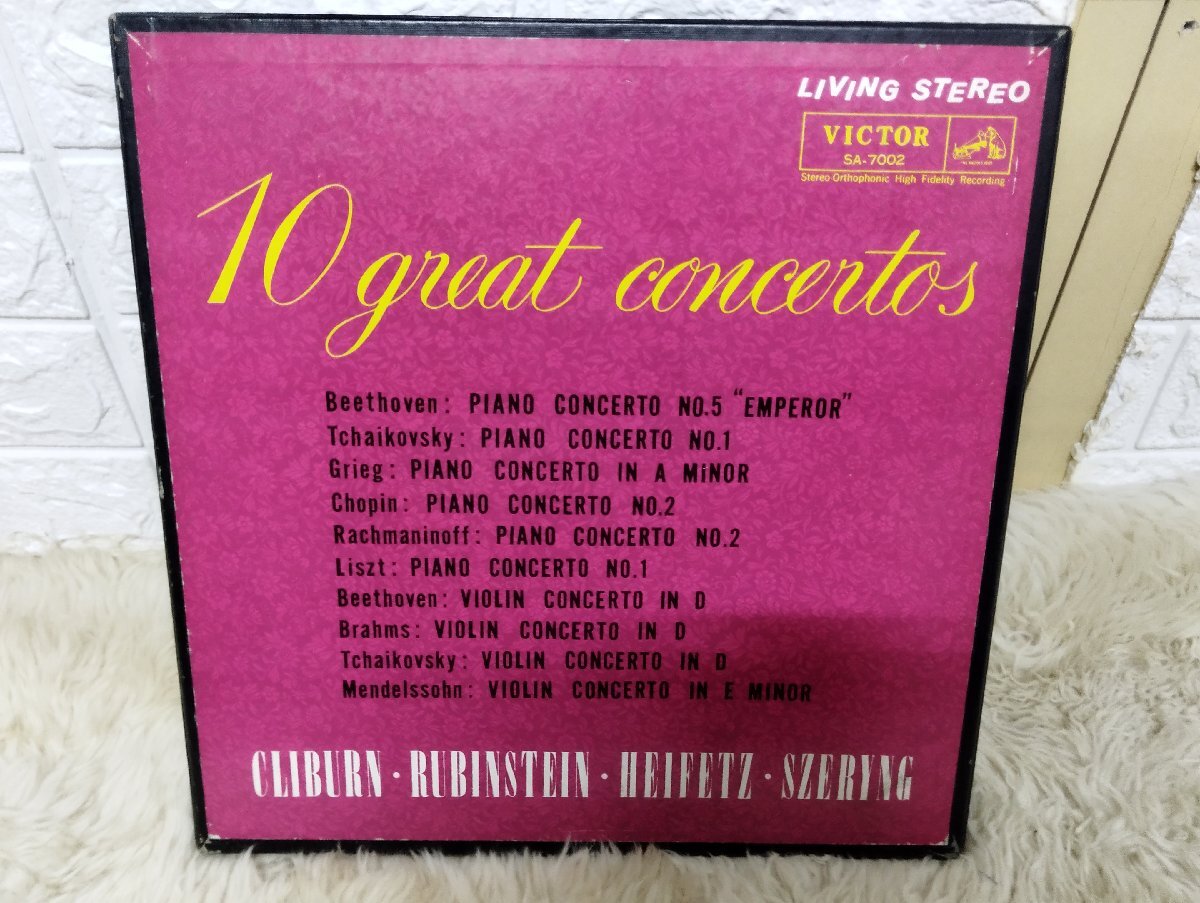 LIVING STEREO
VICTOR
SA-7002
Stereo-Orthophonic High Fidelity Recording
10 great concertos
Beethoven: PIANO CONCERTO NO.5 "EMPEROR"
Tchaikovsky: PIANO CONCERTO NO.1
Grieg: PIANO CONCERTO IN A MINOR
Chopin: PIANO CONCERTO NO.2
Rachmaninoff: PIANO CONCERTO NO.2
Liszt: PIANO CONCERTO NO.1
Beethoven: VIOLIN CONCERTO IN D
Brahms: VIOLIN CONCERTO IN D
Tchaikovsky: VIOLIN CONCERTO IN D
Mendelssohn: VIOLIN CONCERTO IN E MINOR
CLIBURN · RUBINSTEIN · HEIFETZ · SZERYNG